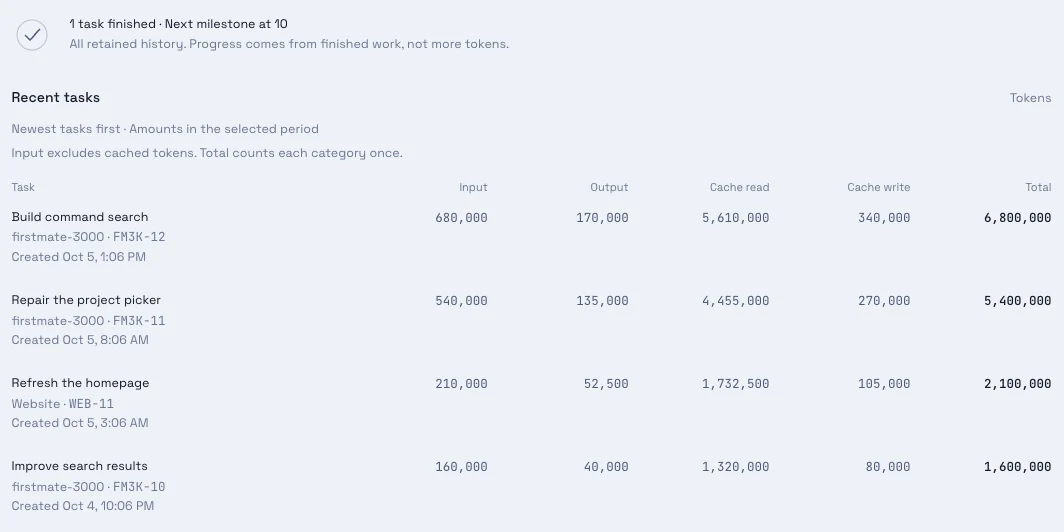 1 task finished · Next milestone at 10
All retained history. Progress comes from finished work, not more tokens.
Recent tasks Tokens
Newest tasks first · Amounts in the selected period
Input excludes cached tokens. Total counts each category once.
Task Input Output Cache read Cache write Total
Build command search 680,000 170,000 5,610,000 340,000 6,800,000
firstmate-3000 · FM3K-12
Created Oct 5, 1:06 PM
Repair the project picker 540,000 135,000 4,455,000 270,000 5,400,000
firstmate-3000 · FM3K-11
Created Oct 5, 8:06 AM
Refresh the homepage 210,000 52,500 1,732,500 105,000 2,100,000
Website · WEB-11
Created Oct 5, 3:06 AM
Improve search results 160,000 40,000 1,320,000 80,000 1,600,000
firstmate-3000 · FM3K-10
Created Oct 4, 10:06 PM